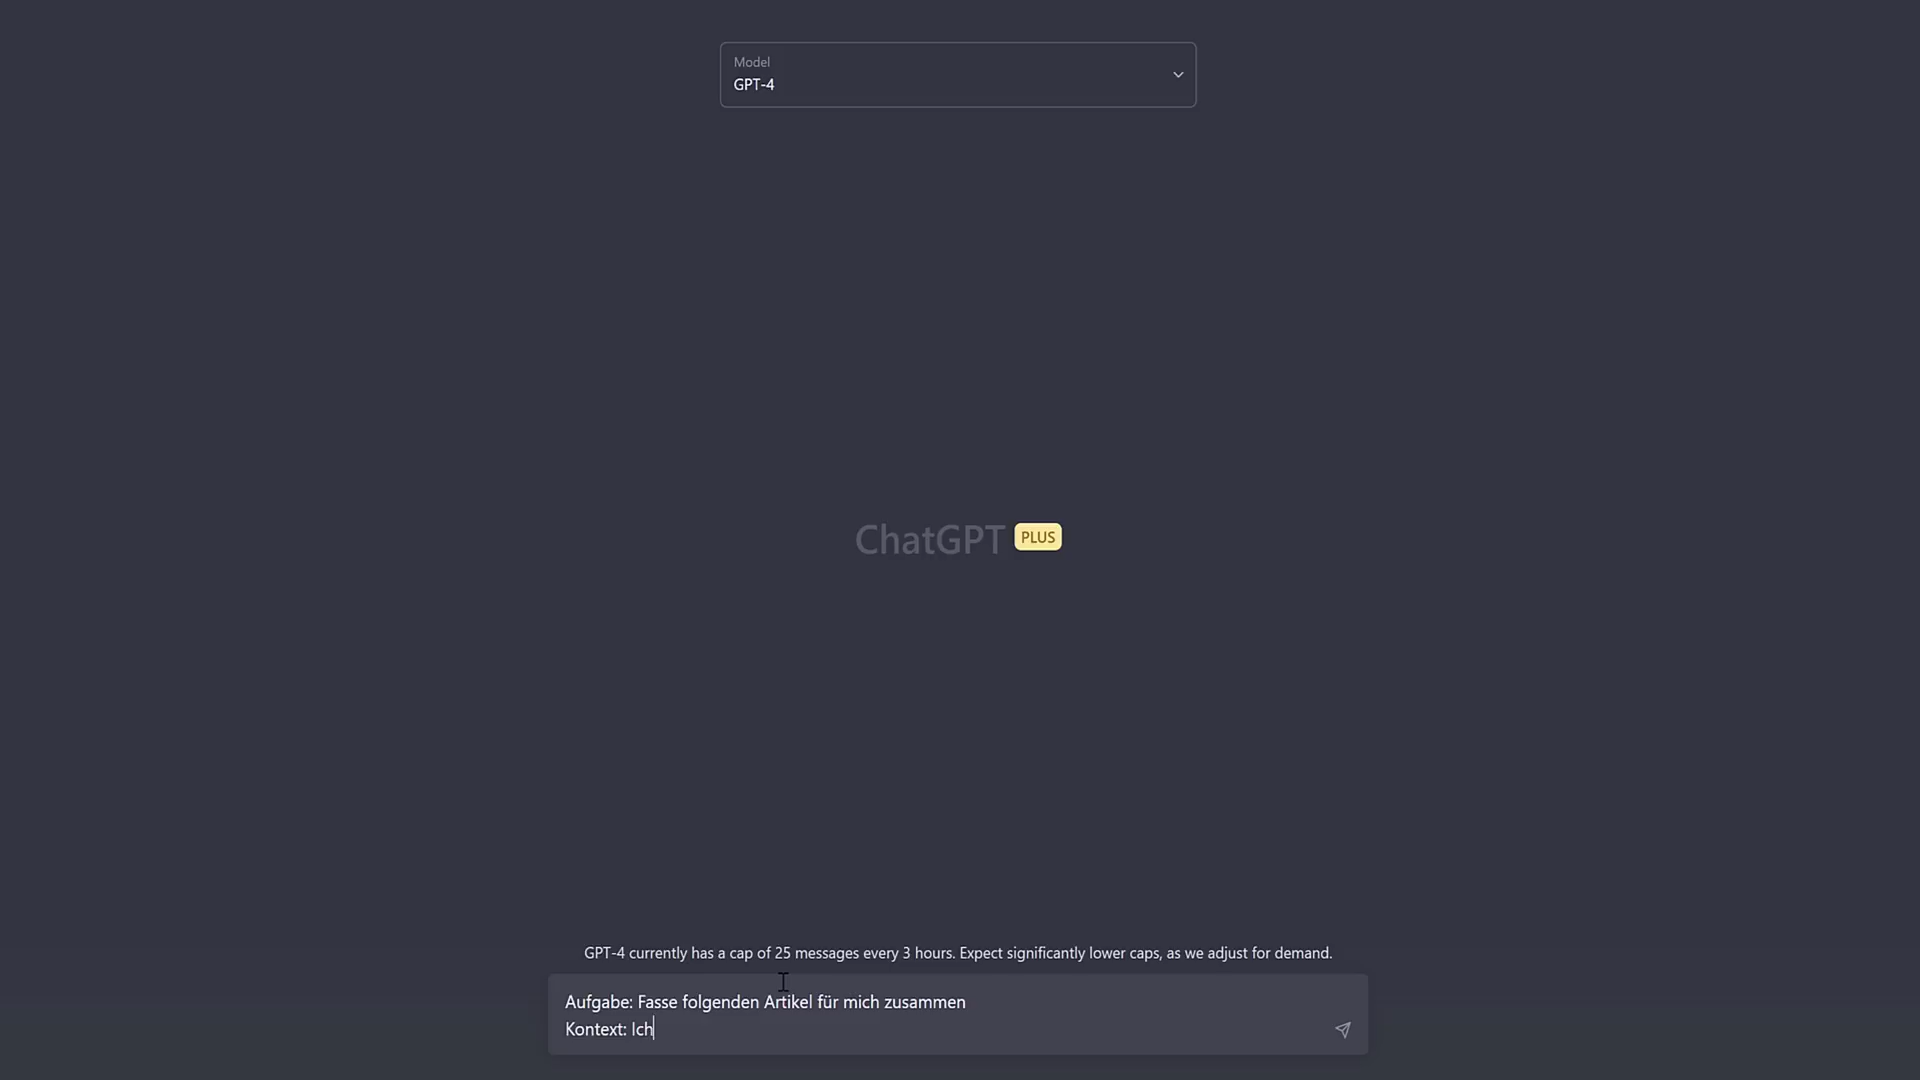 Model
GPT-4
ChatGPT PLUS
GPT-4 currently has a cap of 25 messages every 3 hours. Expect significantly lower caps, as we adjust for demand.
Aufgabe: Fasse folgenden Artikel für mich zusammen
Kontext: Ich